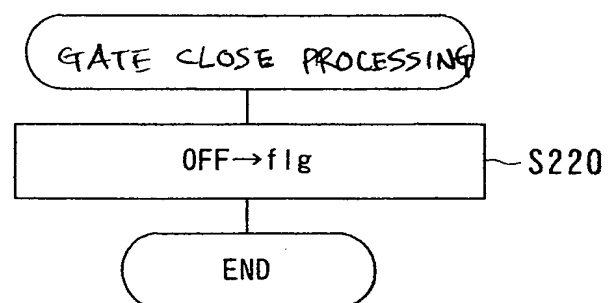 GATE CLOSE PROCESSING
OFF→flg
S220
END